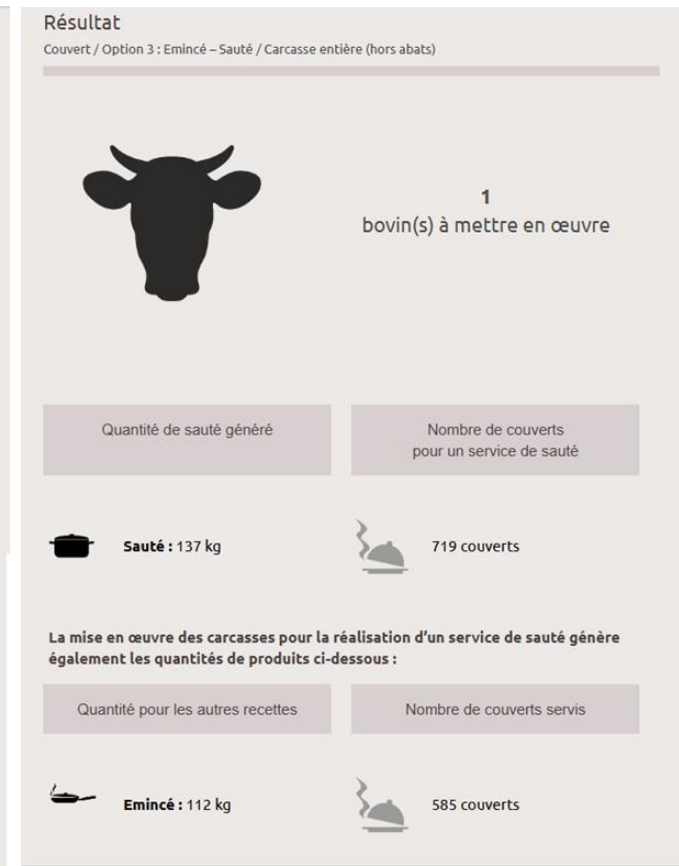 Résultat
Couvert / Option 3 : Emincé – Sauté / Carcasse entière (hors abats)
1
bovin(s) à mettre en œuvre
Quantité de sauté généré
Nombre de couverts
pour un service de sauté
Sauté : 137 kg
719 couverts
La mise en œuvre des carcasses pour la réalisation d’un service de sauté génère
également les quantités de produits ci-dessous :
Quantité pour les autres recettes
Nombre de couverts servis
Emincé : 112 kg
585 couverts